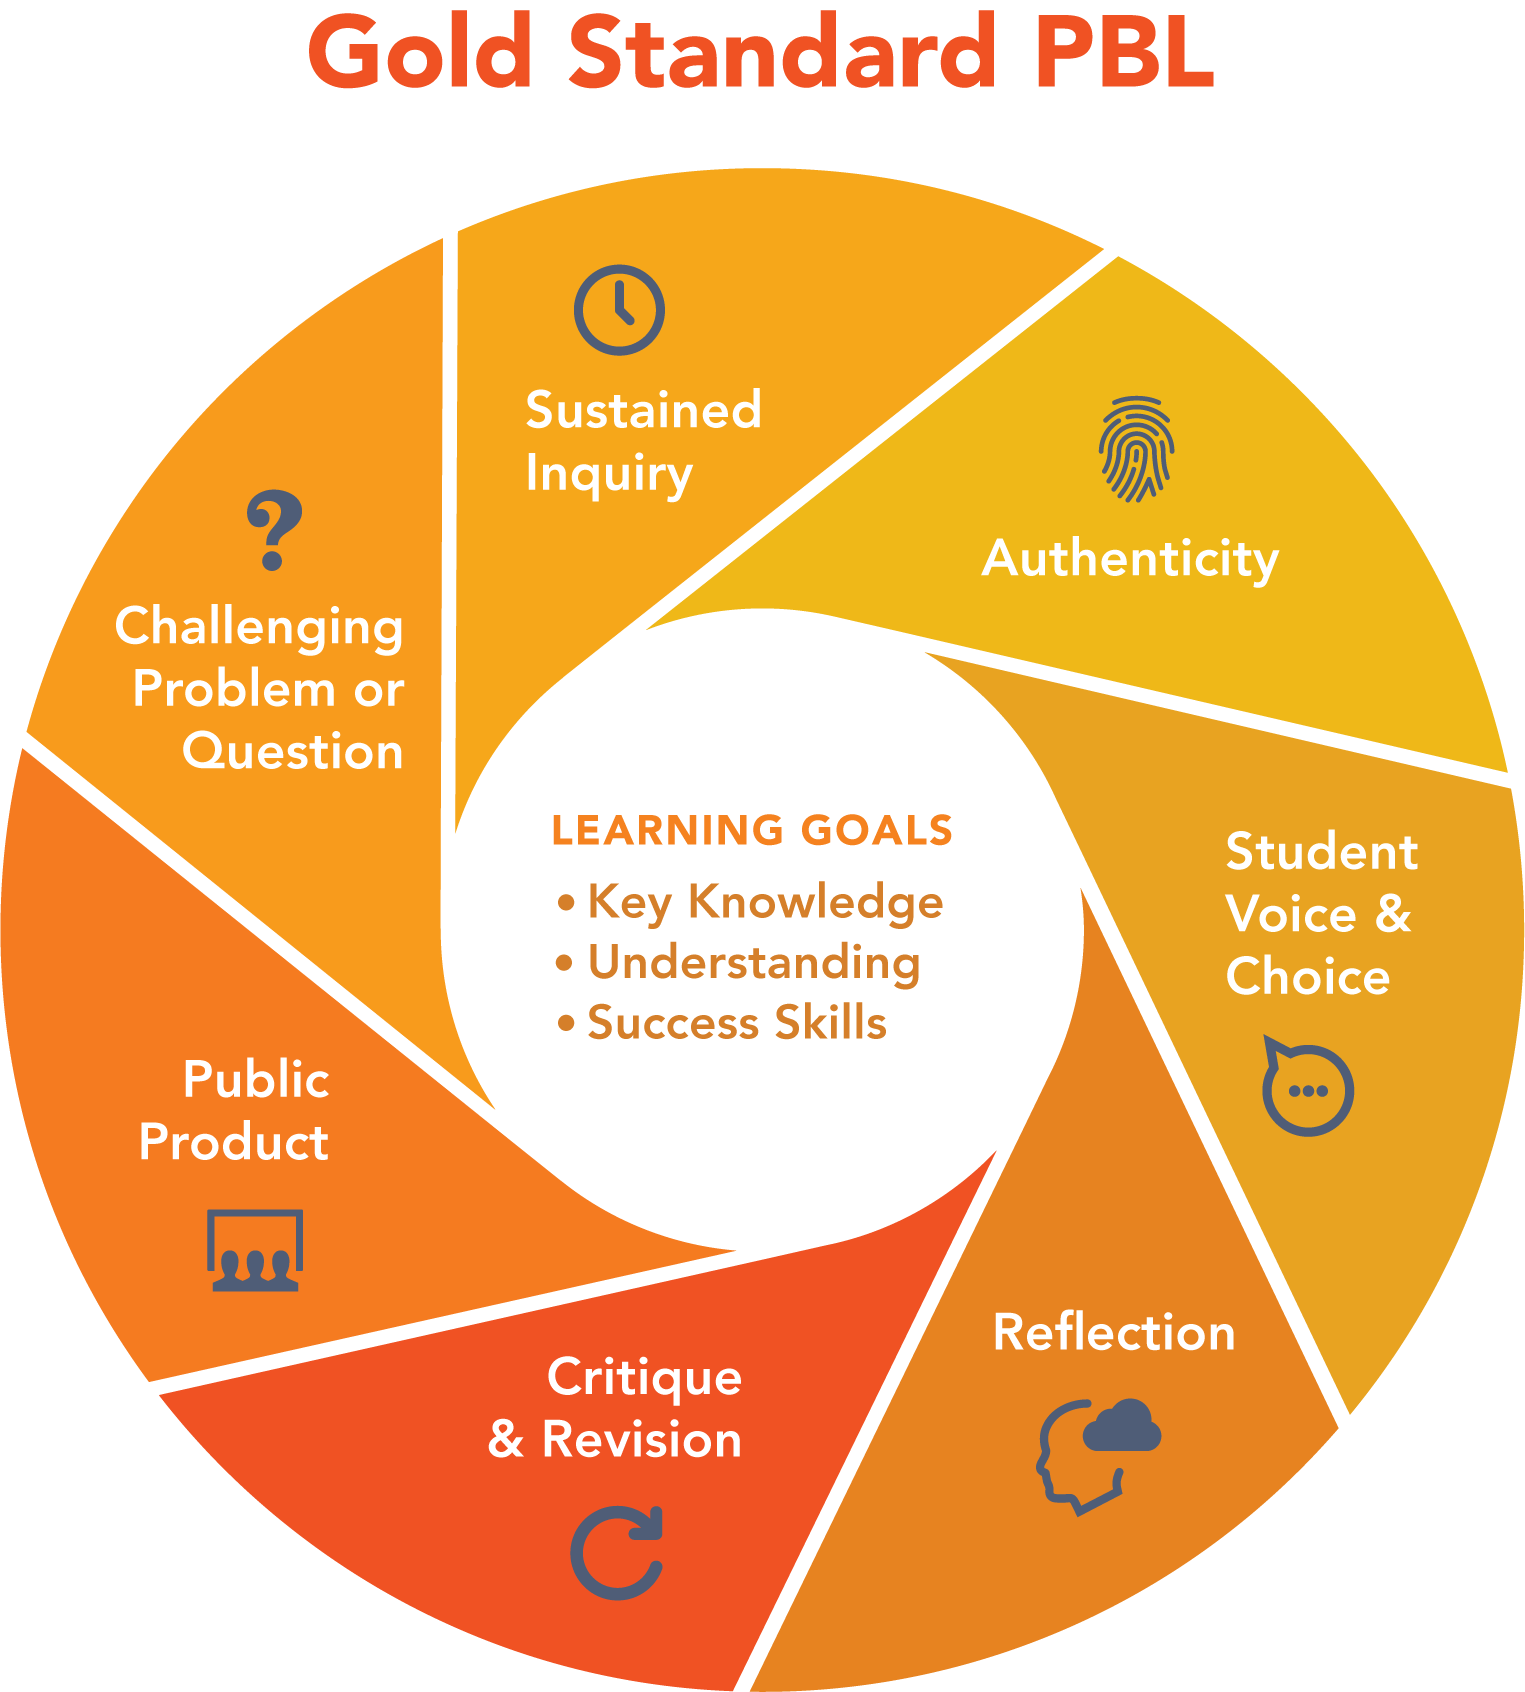 Gold Standard PBL
Challenging
Problem or
Question
Sustained
Inquiry
Authenticity
Student
Voice &
Choice
Reflection
Critique
& Revision
Public
Product
LEARNING GOALS
• Key Knowledge
• Understanding
• Success Skills